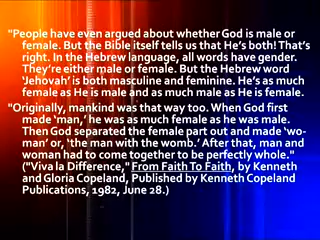 "People have even argued about whether God is male or
female. But the Bible itself tells us that He's both! That's
right. In the Hebrew language, all words have gender.
They're either male or female. But the Hebrew word
'Jehovah' is both masculine and feminine. He's as much
female as He is male and as much male as He is female.
"Originally, mankind was that way too. When God first
made 'man,' he was as much female as he was male.
Then God separated the female part out and made 'wo-
man' or, 'the man with the womb.' After that, man and
woman had to come together to be perfectly whole."
("Viva la Difference," From Faith To Faith, by Kenneth
and Gloria Copeland, Published by Kenneth Copeland
Publications, 1982, June 28.)